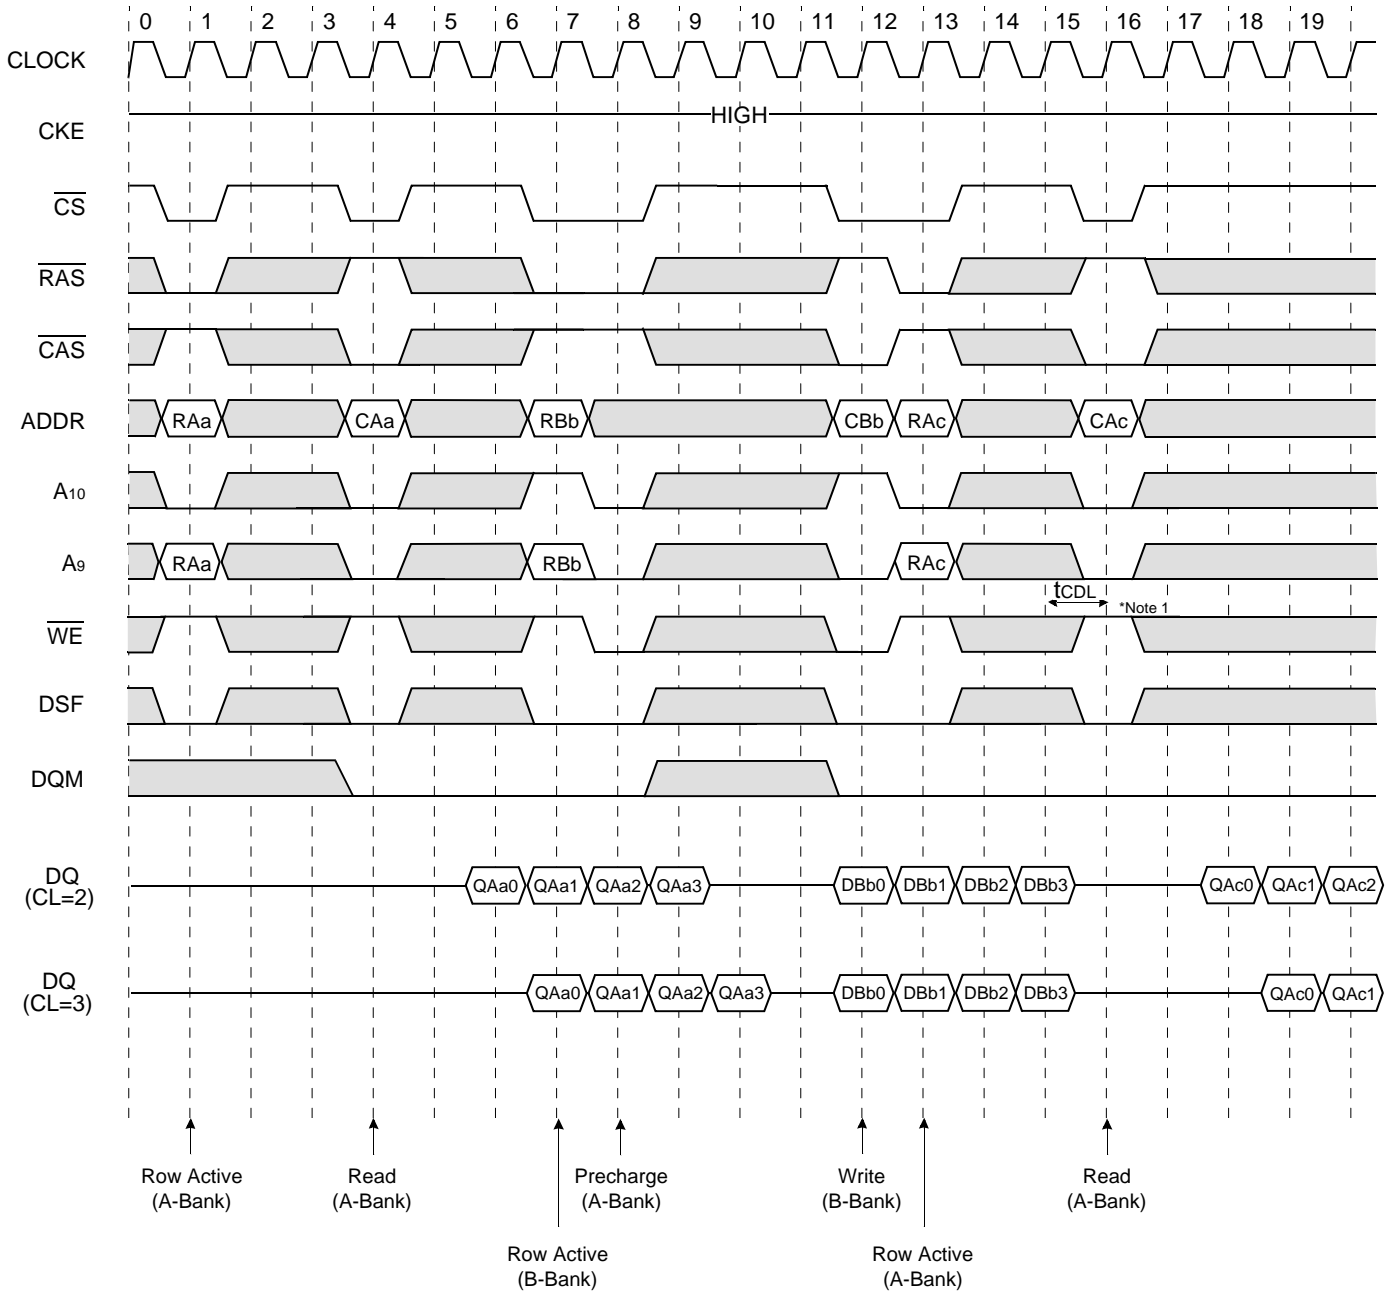 0 1 2 3 4 5 6 7 8 9 10 11 12 13 14 15 16 17 18 19
CLOCK
CKE HIGH
CS
RAS
CAS
ADDR RAa CAa RBb CBb RAc CAc
A10
A9 RAa RBb RAc
tCDL
*Note 1
WE
DSF
DQM
DQ
(CL=2) QAa0 QAa1 QAa2 QAa3 DBb0 DBb1 DBb2 DBb3 QAc0 QAc1 QAc2
DQ
(CL=3) QAa0 QAa1 QAa2 QAa3 DBb0 DBb1 DBb2 DBb3 QAc0 QAc1
Row Active
(A-Bank)
Read
(A-Bank)
Precharge
(A-Bank)
Write
(B-Bank)
Read
(A-Bank)
Row Active
(B-Bank)
Row Active
(A-Bank)